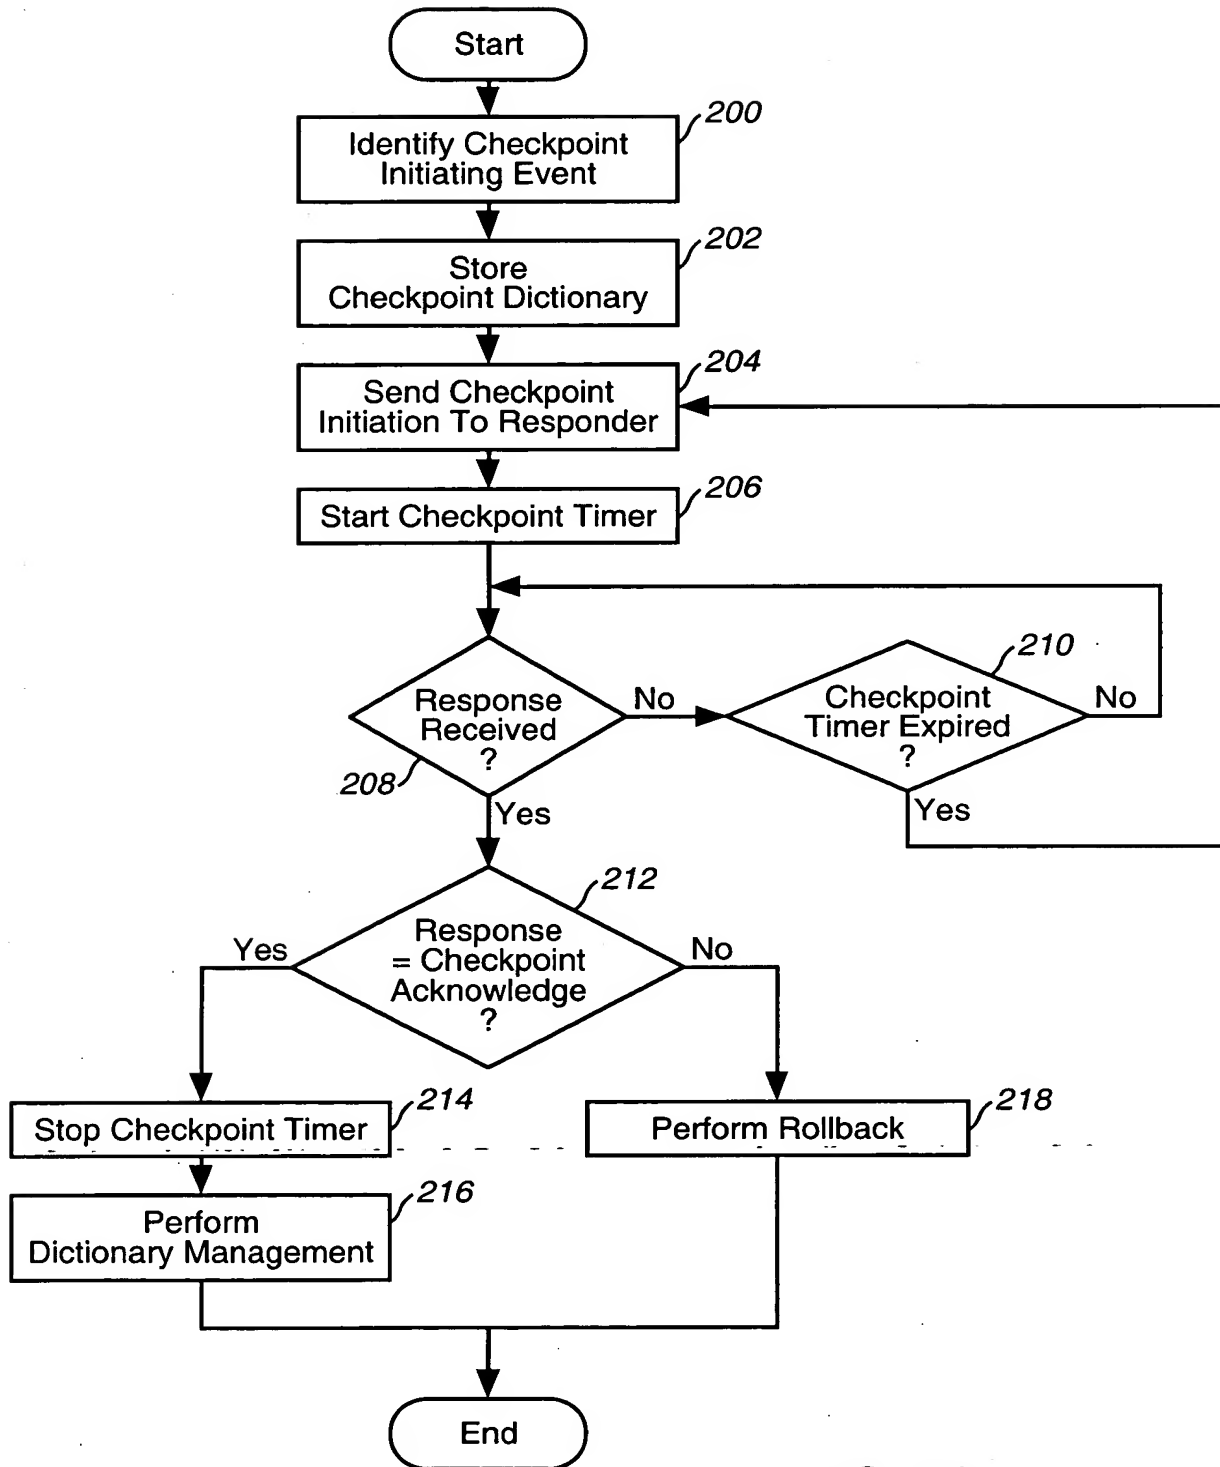 Start
200
Identify Checkpoint
Initiating Event
202
Store
Checkpoint Dictionary
204
Send Checkpoint
Initiation To Responder
206
Start Checkpoint Timer
210
Response
Received
?
No
Checkpoint
Timer Expired
?
No
208
Yes
Yes
212
Response
= Checkpoint
Acknowledge
?
Yes
No
214
Stop Checkpoint Timer
218
Perform Rollback
216
Perform
Dictionary Management
End